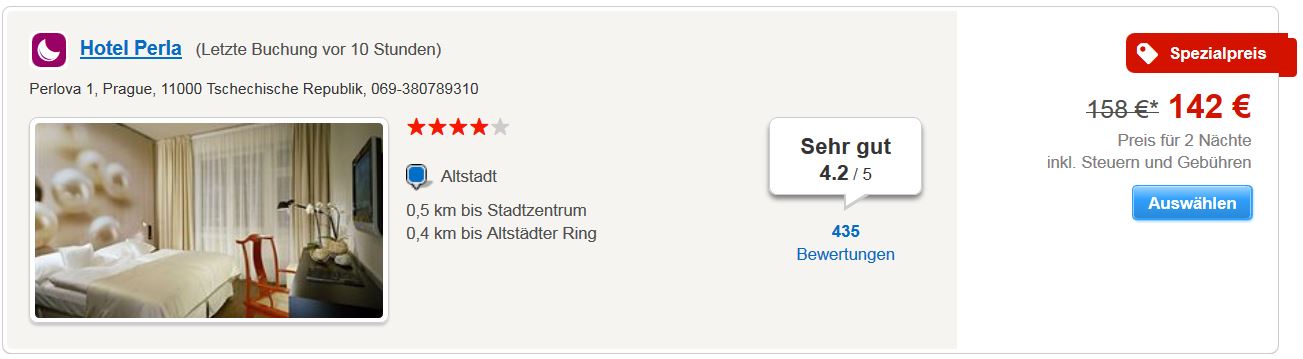 Hotel Perla (Letzte Buchung vor 10 Stunden)
Perlova 1, Prague, 11000 Tschechische Republik, 069-380789310
Altstadt
0,5 km bis Stadtzentrum
0,4 km bis Altstädter Ring
Sehr gut
4.2 / 5
435
Bewertungen
Spezialpreis
158 €* 142 €
Preis für 2 Nächte
inkl. Steuern und Gebühren
Auswählen